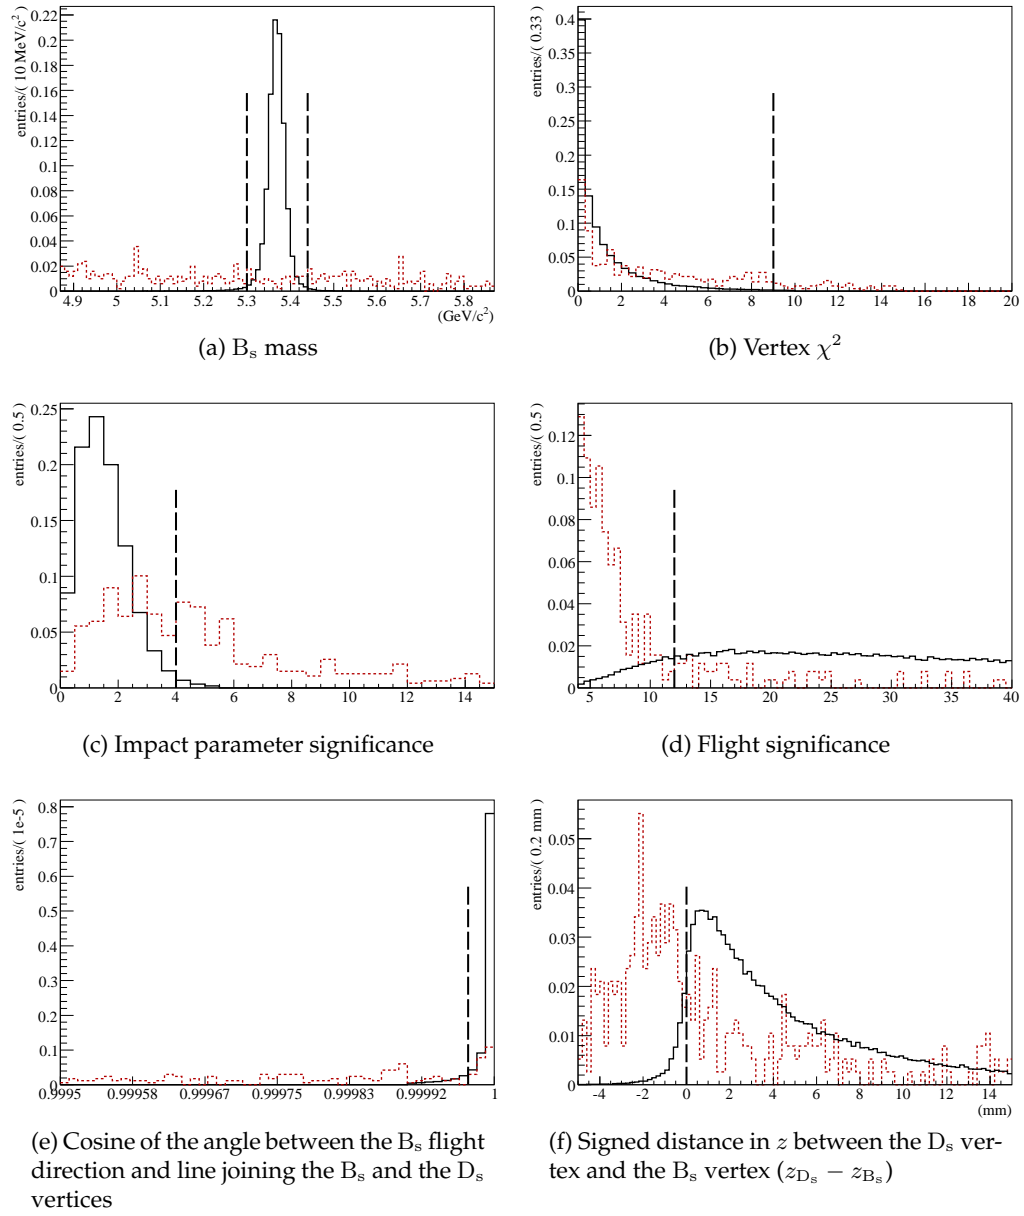 entries/( 10 MeV/c²)
0.22
0.2
0.18
0.16
0.14
0.12
0.1
0.08
0.06
0.04
0.02
0
4.9 5 5.1 5.2 5.3 5.4 5.5 5.6 5.7 5.8
(GeV/c²)
(a) Bₛ mass
entries/( 0.33 )
0.4
0.35
0.3
0.25
0.2
0.15
0.1
0.05
0
0 2 4 6 8 10 12 14 16 18 20
(b) Vertex χ²
entries/( 0.5 )
0.25
0.2
0.15
0.1
0.05
0
0 2 4 6 8 10 12 14
(c) Impact parameter significance
entries/( 0.5 )
0.12
0.1
0.08
0.06
0.04
0.02
0
5 10 15 20 25 30 35 40
(d) Flight significance
entries/( 1e-5 )
0.8
0.7
0.6
0.5
0.4
0.3
0.2
0.1
0
0.9995 0.99958 0.99967 0.99975 0.99983 0.99992 1
(e) Cosine of the angle between the Bₛ flight
direction and line joining the Bₛ and the Dₛ
vertices
entries/( 0.2 mm )
0.05
0.04
0.03
0.02
0.01
0
-4 -2 0 2 4 6 8 10 12 14
(mm)
(f) Signed distance in z between the Dₛ ver-
tex and the Bₛ vertex (z_Dₛ − z_Bₛ)